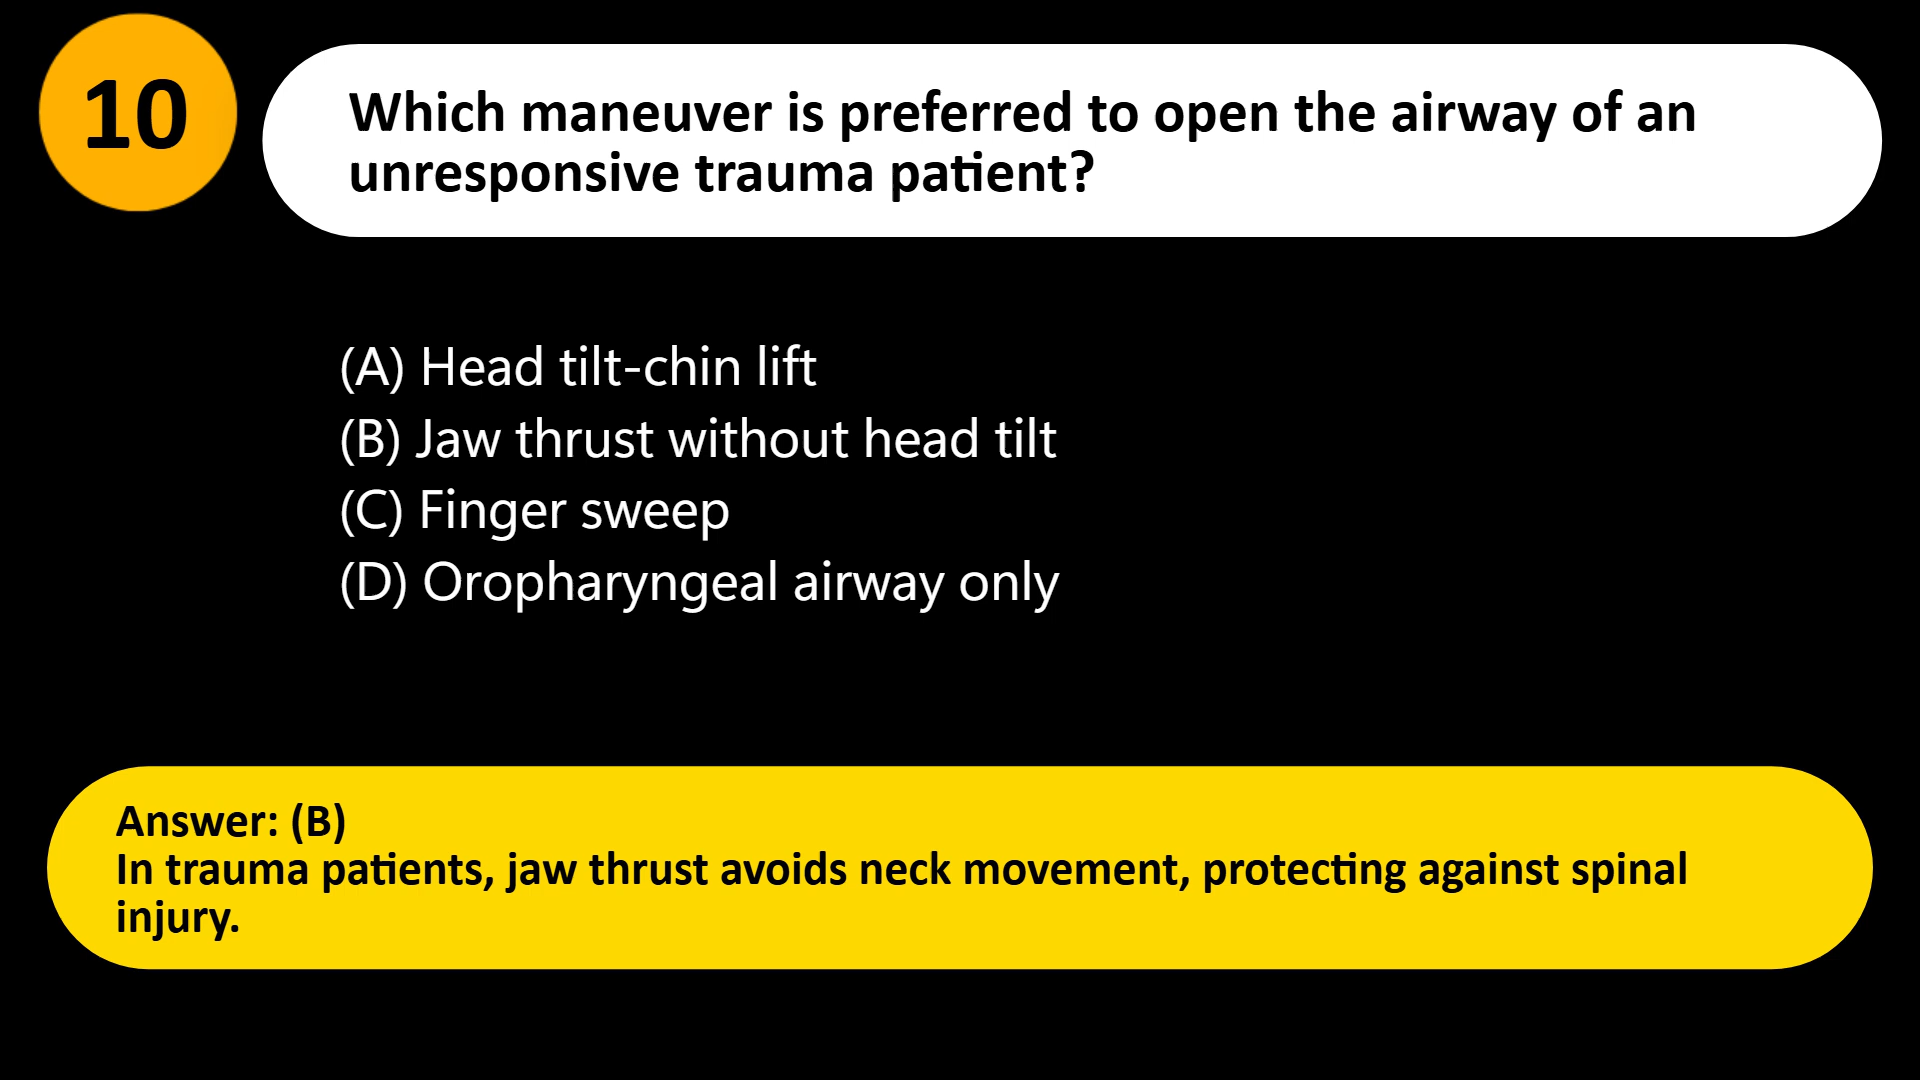 10
Which maneuver is preferred to open the airway of an
unresponsive trauma patient?
(A) Head tilt-chin lift
(B) Jaw thrust without head tilt
(C) Finger sweep
(D) Oropharyngeal airway only
Answer: (B)
In trauma patients, jaw thrust avoids neck movement, protecting against spinal
injury.